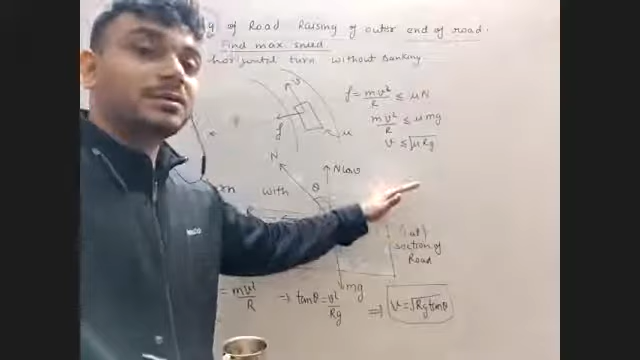 of Road Raising of outer end of road.
Find max speed
horizontal turn without Banking
v
f = mv²/R ≤ μN
f
μ
mv²/R ≤ μmg
v ≤ √μRg
N
θ
with
section of
Road
mg
= mv²/R ⇒ tanθ = v²/Rg ⇒ v = √Rg tanθ